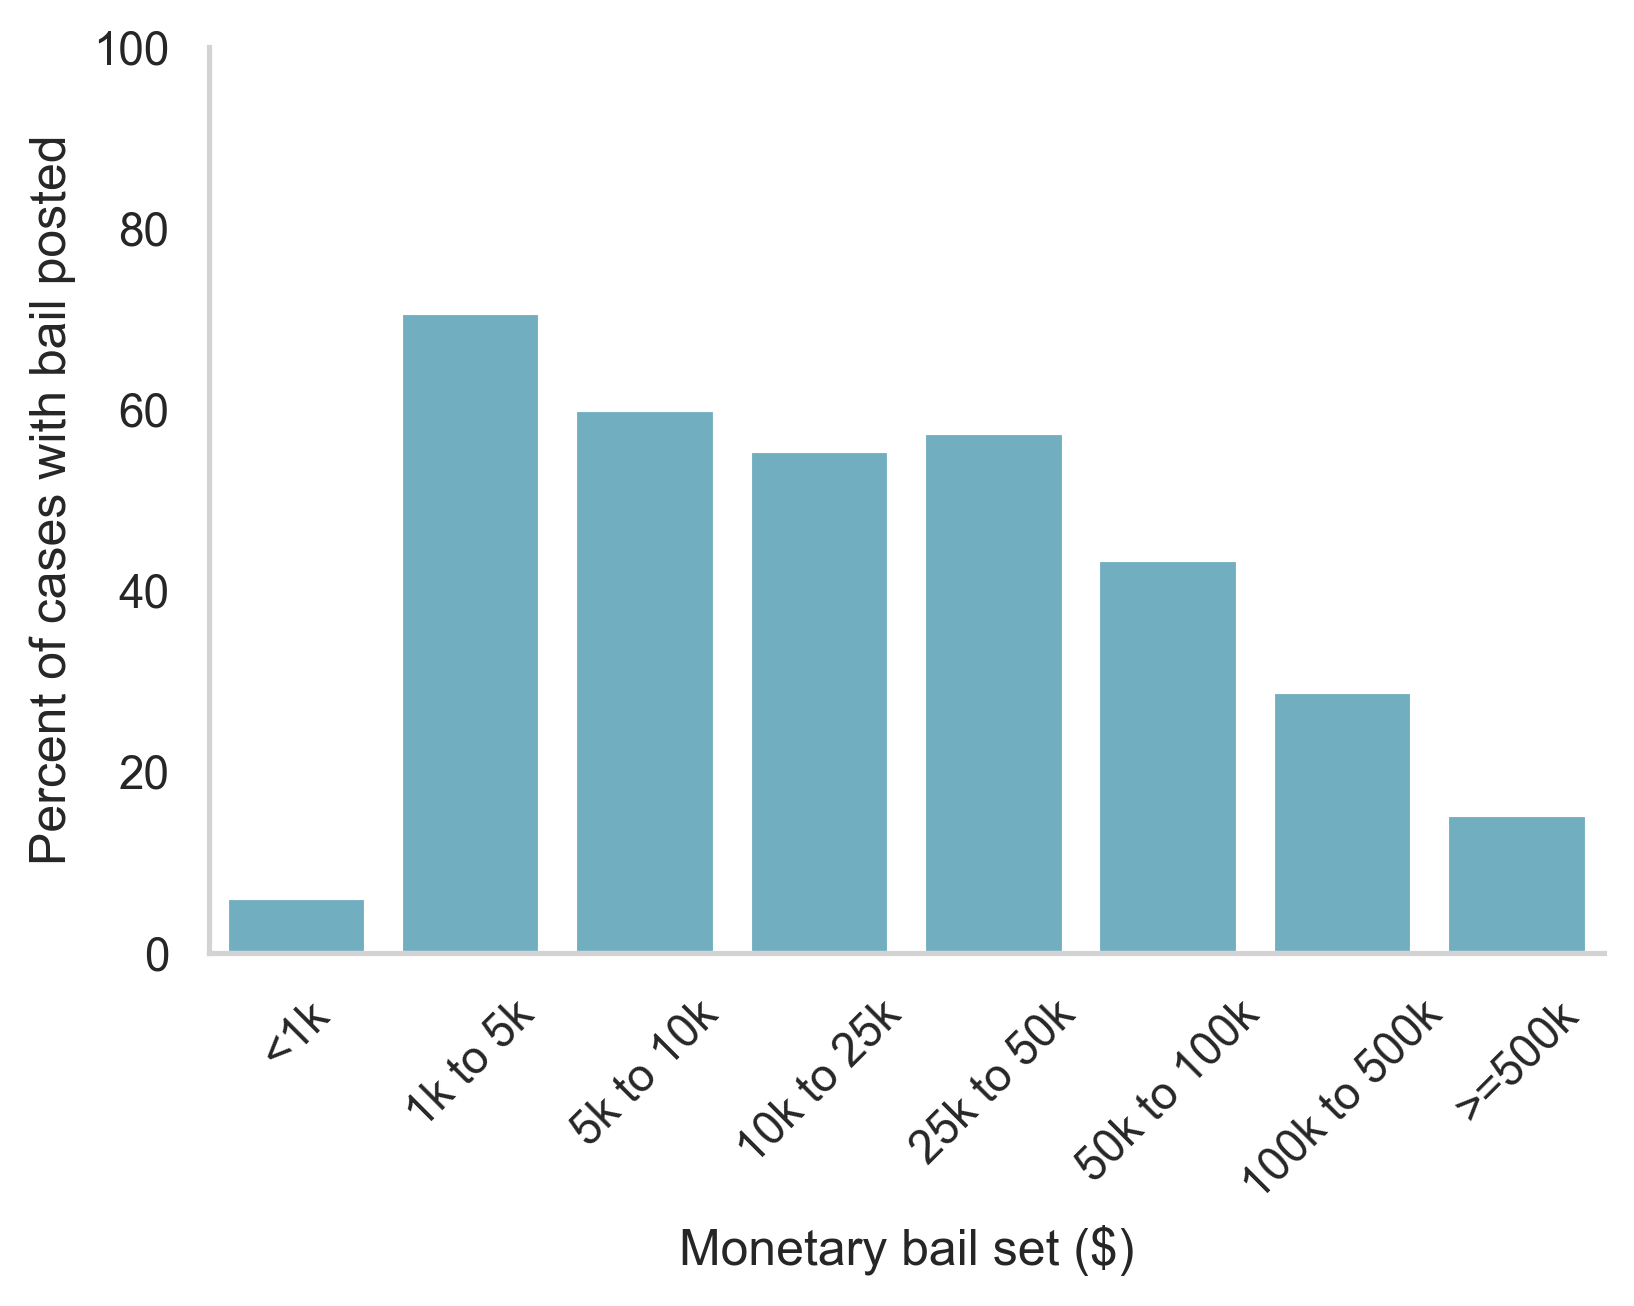 Percent of cases with bail posted
100
80
60
40
20
0
<1k
1k to 5k
5k to 10k
10k to 25k
25k to 50k
50k to 100k
100k to 500k
>=500k
Monetary bail set ($)